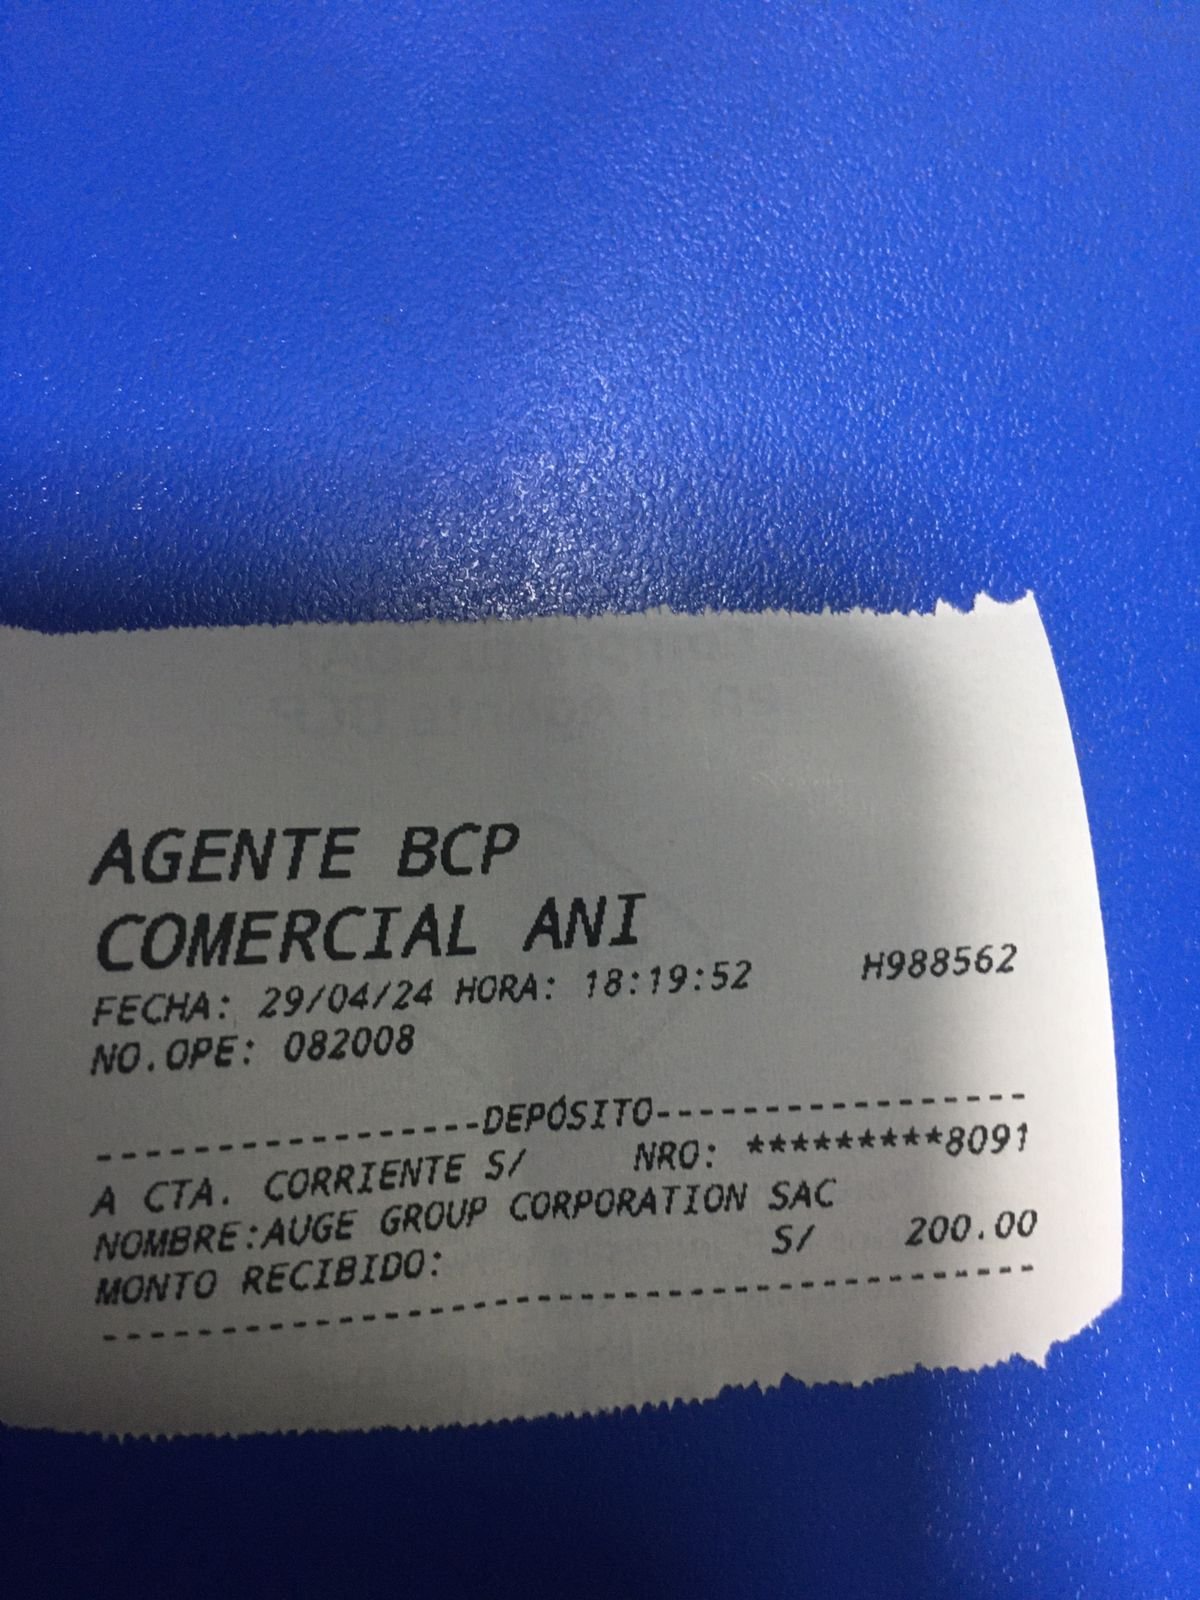 AGENTE BCP
COMERCIAL ANI
FECHA: 29/04/24 HORA: 18:19:52 H988562
NO.OPE: 082008
-----------------DEPÓSITO-----------------
A CTA. CORRIENTE S/ NRO: *********8091
NOMBRE:AUGE GROUP CORPORATION SAC
MONTO RECIBIDO: S/ 200.00